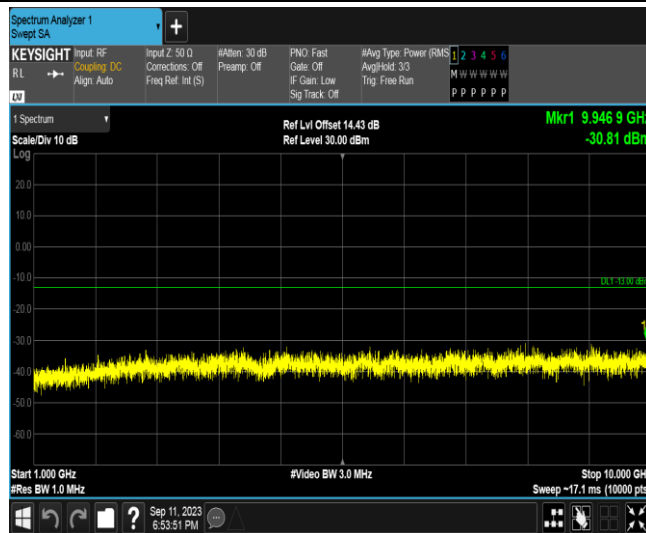 Spectrum Analyzer 1
Swept SA
+
KEYSIGHT
RL
LXI
Input: RF
Coupling: DC
Align: Auto
Input Z: 50 Ω
Corrections: Off
Freq Ref: Int (S)
#Atten: 30 dB
Preamp: Off
PNO: Fast
Gate: Off
IF Gain: Low
Sig Track: Off
#Avg Type: Power (RMS
Avg|Hold: 3/3
Trig: Free Run
1 2 3 4 5 6
M W W W W W
P P P P P P
1 Spectrum
Scale/Div 10 dB
Ref Lvl Offset 14.43 dB
Ref Level 30.00 dBm
Mkr1 9.946 9 GHz
-30.81 dBm
Log
20.0
10.0
0.00
-10.0
DL1 -13.00 dBm
-20.0
1
-30.0
-40.0
-50.0
-60.0
Start 1.000 GHz
#Res BW 1.0 MHz
#Video BW 3.0 MHz
Stop 10.000 GHz
Sweep ~17.1 ms (10000 pts)
?
Sep 11, 2023
6:53:51 PM